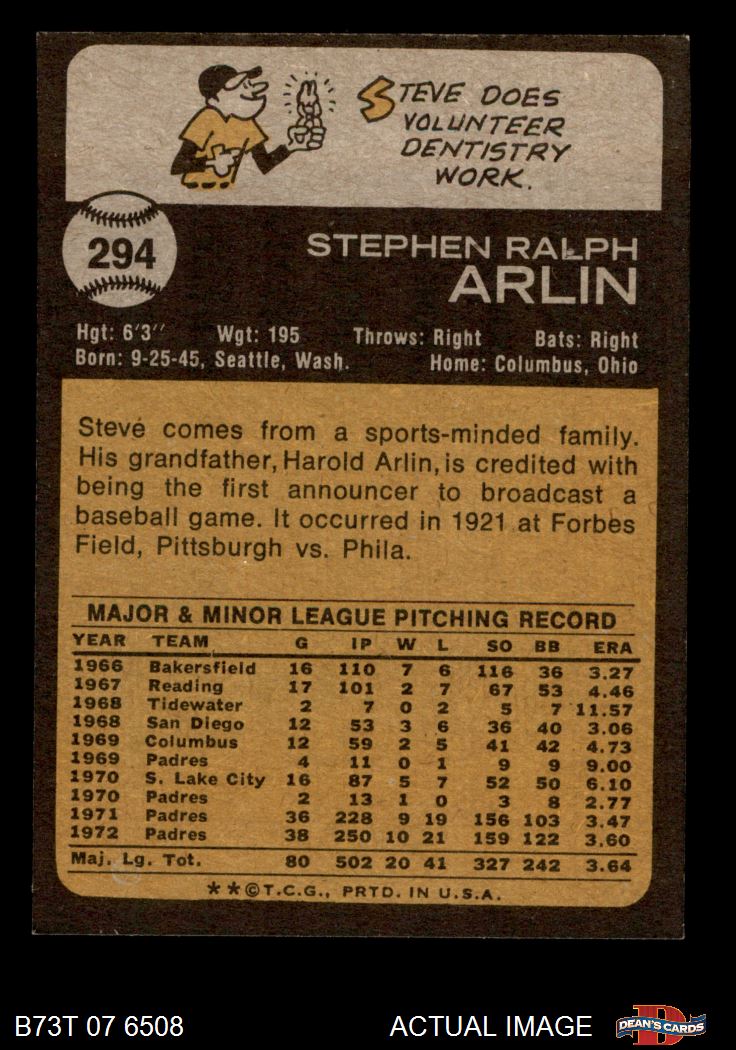 STEVE DOES
VOLUNTEER
DENTISTRY
WORK.
294
STEPHEN RALPH
ARLIN
Hgt: 6'3'' Wgt: 195 Throws: Right Bats: Right
Born: 9-25-45, Seattle, Wash. Home: Columbus, Ohio
Steve comes from a sports-minded family.
His grandfather, Harold Arlin, is credited with
being the first announcer to broadcast a
baseball game. It occurred in 1921 at Forbes
Field, Pittsburgh vs. Phila.
MAJOR & MINOR LEAGUE PITCHING RECORD
YEAR TEAM G IP W L SO BB ERA
1966 Bakersfield 16 110 7 6 116 36 3.27
1967 Reading 17 101 2 7 67 53 4.46
1968 Tidewater 2 7 0 2 5 7 11.57
1968 San Diego 12 53 3 6 36 40 3.06
1969 Columbus 12 59 2 5 41 42 4.73
1969 Padres 4 11 0 1 9 9 9.00
1970 S. Lake City 16 87 5 7 52 50 6.10
1970 Padres 2 13 1 0 3 8 2.77
1971 Padres 36 228 9 19 156 103 3.47
1972 Padres 38 250 10 21 159 122 3.60
Maj. Lg. Tot. 80 502 20 41 327 242 3.64
**©T.C.G., PRTD. IN U.S.A.
B73T 07 6508 ACTUAL IMAGE
D
DEAN'S CARDS